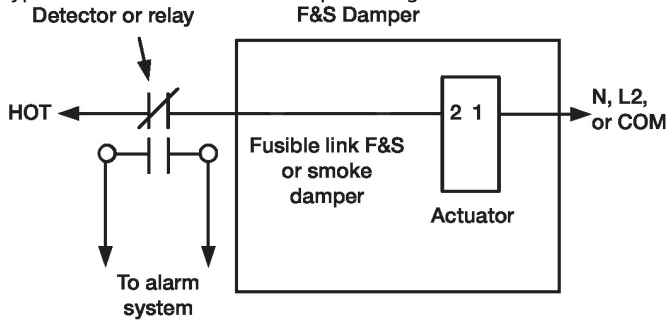 Detector or relay
F&S Damper
HOT
2 1
N, L2,
or COM
Fusible link F&S
or smoke
damper
Actuator
To alarm
system